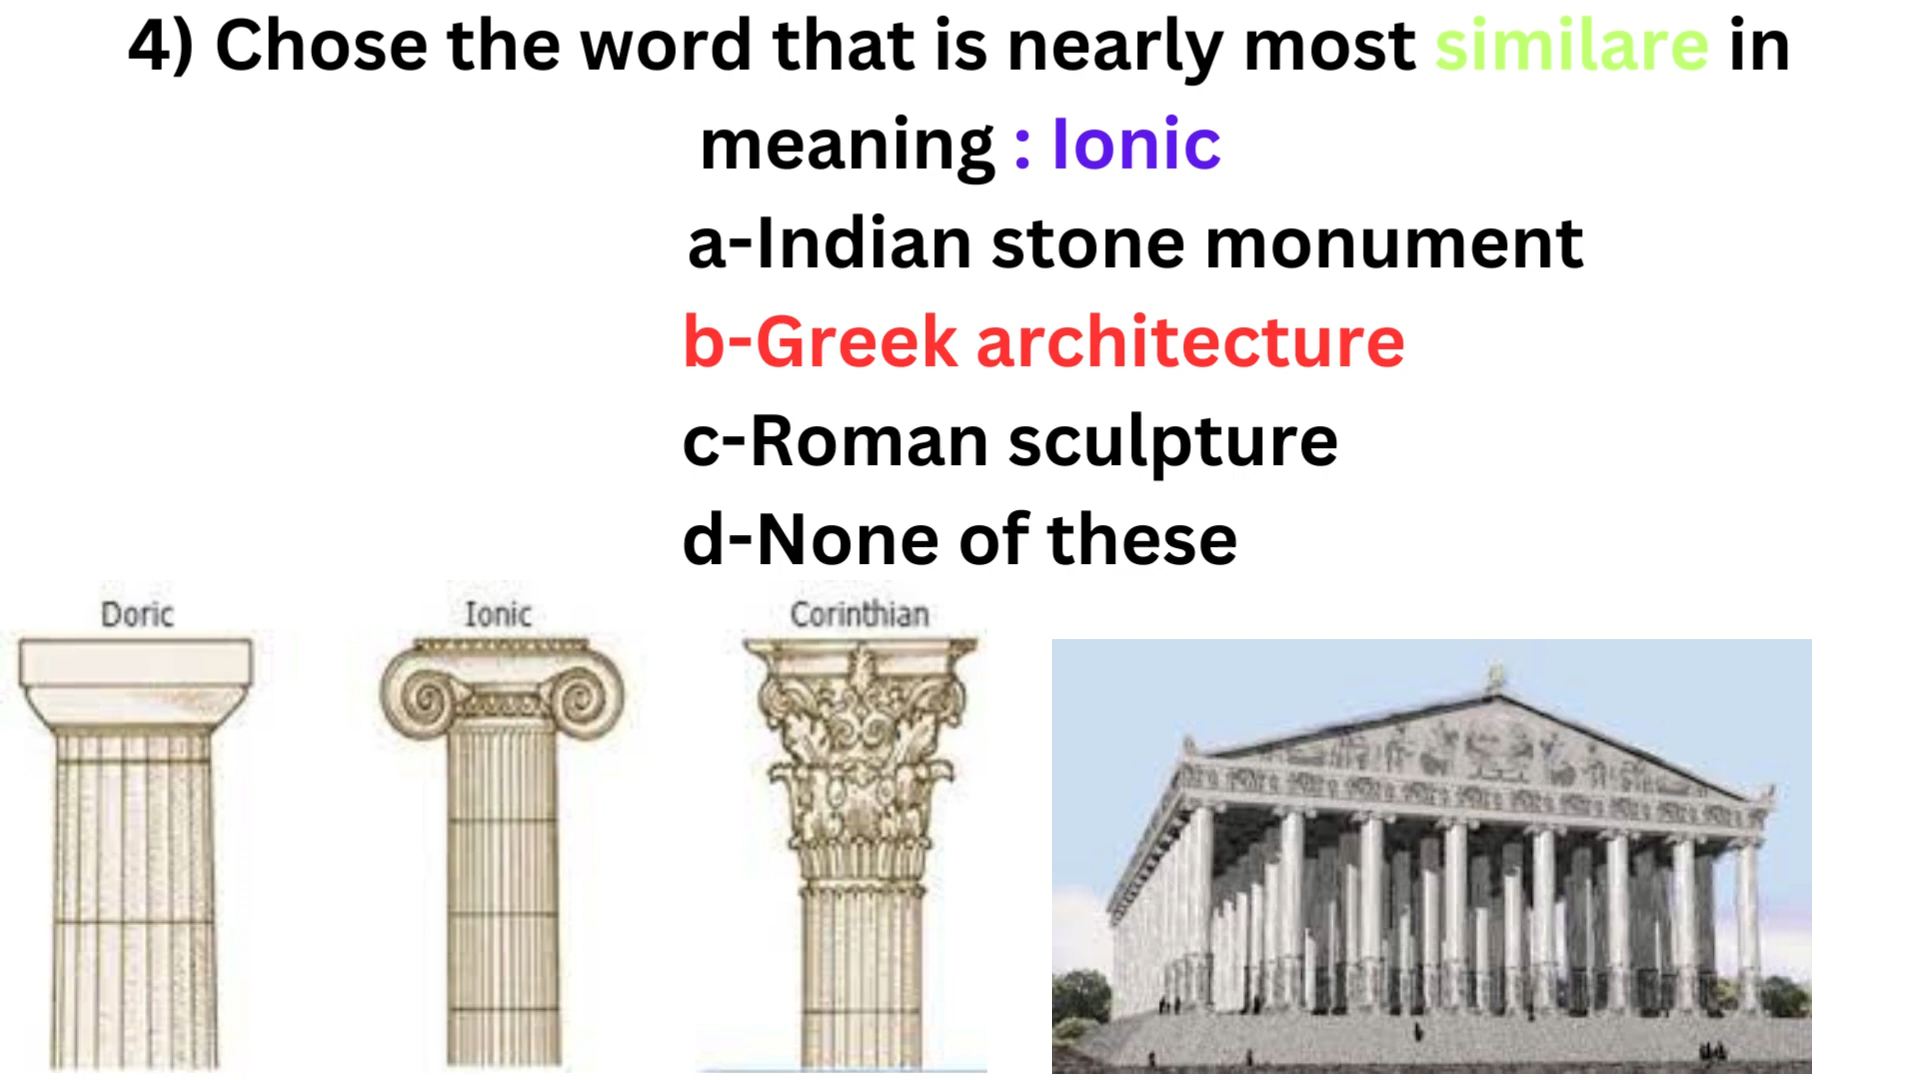 4) Chose the word that is nearly most similare in
meaning : Ionic
a-Indian stone monument
b-Greek architecture
c-Roman sculpture
d-None of these
Doric
Ionic
Corinthian